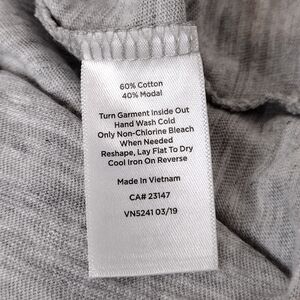 60% Cotton
40% Modal
Turn Garment Inside Out
Hand Wash Cold
Only Non-Chlorine Bleach
When Needed
Reshape, Lay Flat To Dry
Cool Iron On Reverse
Made In Vietnam
CA# 23147
VN5241 03/19